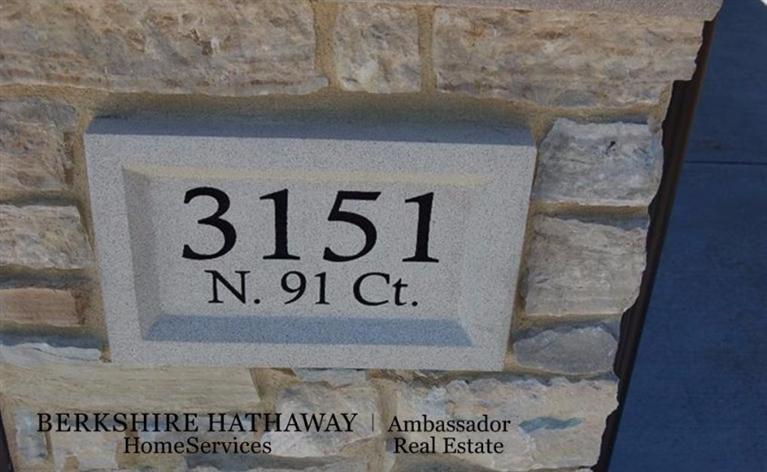 3151
N. 91 Ct.
BERKSHIRE HATHAWAY | Ambassador
HomeServices Real Estate